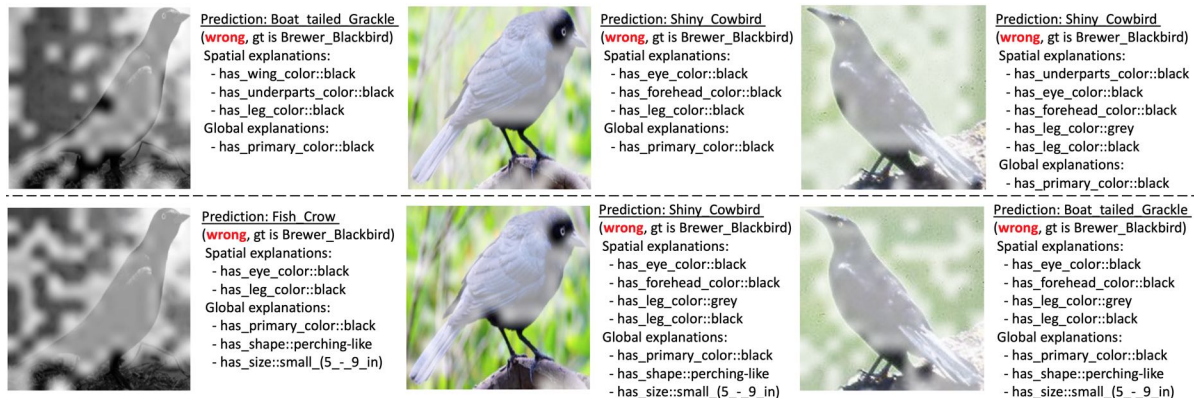 Prediction: Boat_tailed_Grackle
(wrong, gt is Brewer_Blackbird)
Spatial explanations:
- has_wing_color::black
- has_underparts_color::black
- has_leg_color::black
Global explanations:
- has_primary_color::black
Prediction: Shiny_Cowbird
(wrong, gt is Brewer_Blackbird)
Spatial explanations:
- has_eye_color::black
- has_forehead_color::black
- has_leg_color::black
Global explanations:
- has_primary_color::black
Prediction: Shiny_Cowbird
(wrong, gt is Brewer_Blackbird)
Spatial explanations:
- has_underparts_color::black
- has_eye_color::black
- has_forehead_color::black
- has_leg_color::grey
- has_leg_color::black
Global explanations:
- has_primary_color::black
Prediction: Fish_Crow
(wrong, gt is Brewer_Blackbird)
Spatial explanations:
- has_eye_color::black
- has_leg_color::black
Global explanations:
- has_primary_color::black
- has_shape::perching-like
- has_size::small_(5_-_9_in)
Prediction: Shiny_Cowbird
(wrong, gt is Brewer_Blackbird)
Spatial explanations:
- has_eye_color::black
- has_forehead_color::black
- has_leg_color::grey
- has_leg_color::black
Global explanations:
- has_primary_color::black
- has_shape::perching-like
- has_size::small_(5_-_9_in)
Prediction: Boat_tailed_Grackle
(wrong, gt is Brewer_Blackbird)
Spatial explanations:
- has_eye_color::black
- has_forehead_color::black
- has_leg_color::grey
- has_leg_color::black
Global explanations:
- has_primary_color::black
- has_shape::perching-like
- has_size::small_(5_-_9_in)